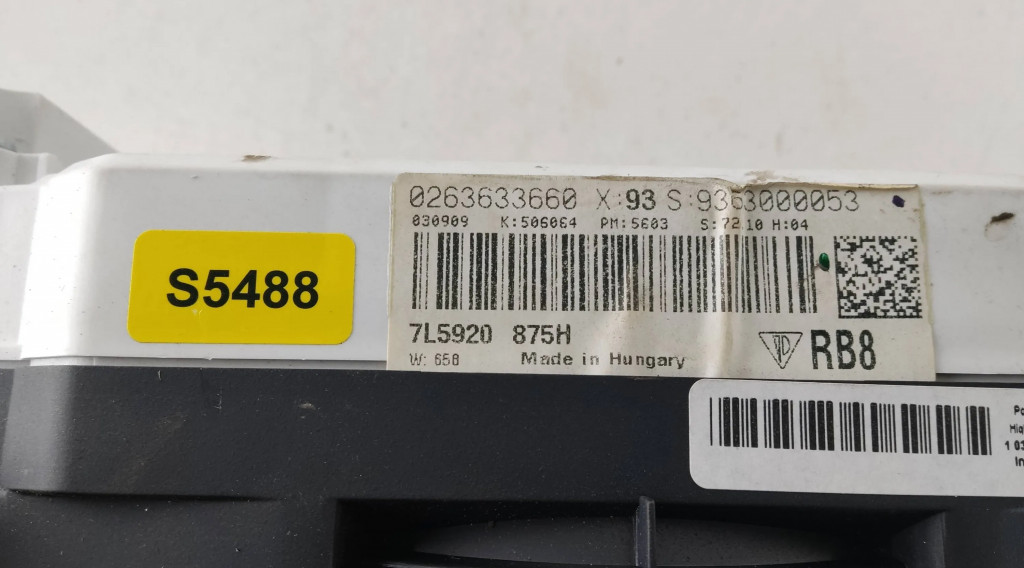 0263633660 X:93 S:9363000053
030909 K:506064 PM:5603 S:7210 H:04
S5488
7L5920 875H
W: 658 Made in Hungary
RB8